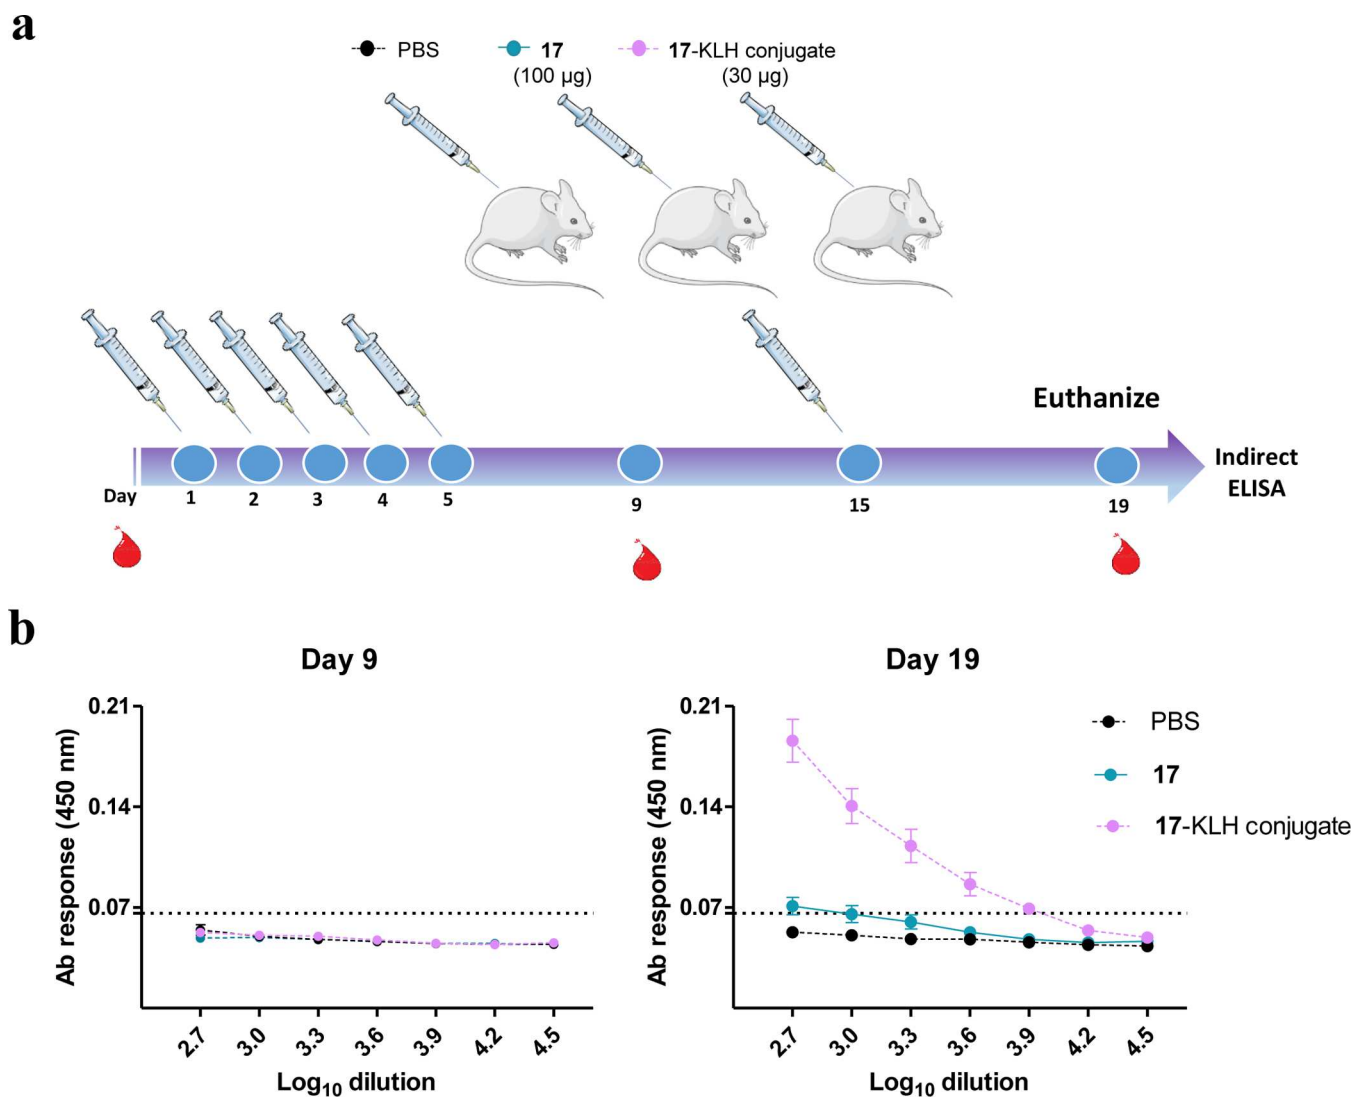 a
PBS
17
(100 µg)
17-KLH conjugate
(30 µg)
Euthanize
Indirect
ELISA
Day 1 2 3 4 5 9 15 19
b
Day 9
Ab response (450 nm)
0.21
0.14
0.07
2.7 3.0 3.3 3.6 3.9 4.2 4.5
Log₁₀ dilution
Day 19
Ab response (450 nm)
0.21
0.14
0.07
2.7 3.0 3.3 3.6 3.9 4.2 4.5
Log₁₀ dilution
PBS
17
17-KLH conjugate